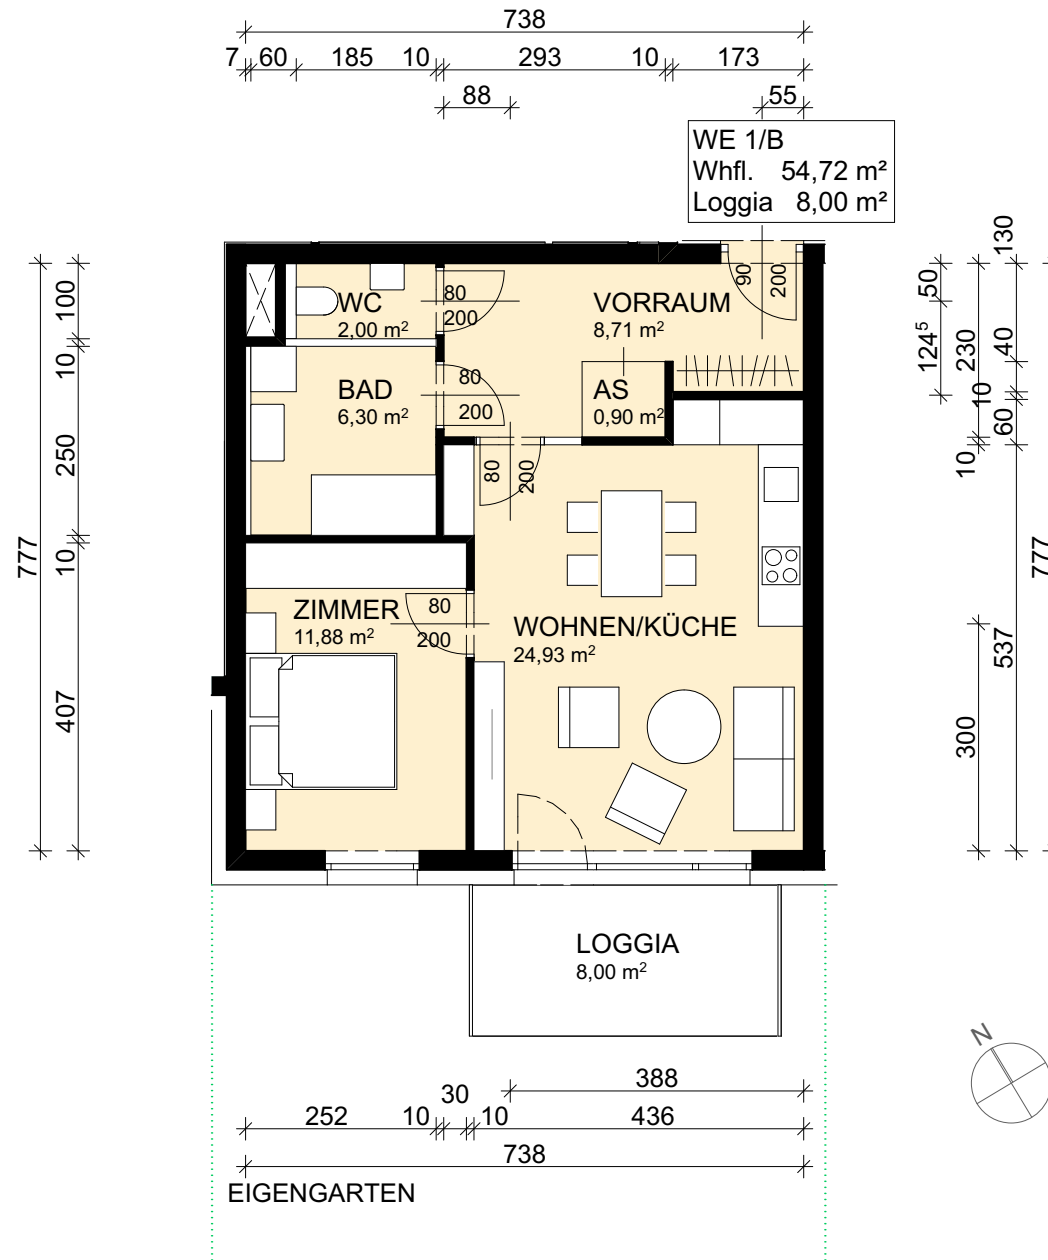 738
7 60 185 10 293 10 173
88 55
WE 1/B
Whfl. 54,72 m²
Loggia 8,00 m²
130
50
100
WC
2,00 m²
80
200
VORRAUM
8,71 m²
90
200
124⁵
230
40
10
BAD
6,30 m²
80
200
AS
0,90 m²
10
60
250
80
200
10
777
10
777
ZIMMER
11,88 m²
80
200
WOHNEN/KÜCHE
24,93 m²
537
407
300
LOGGIA
8,00 m²
N
388
30
252 10 10 436
738
EIGENGARTEN